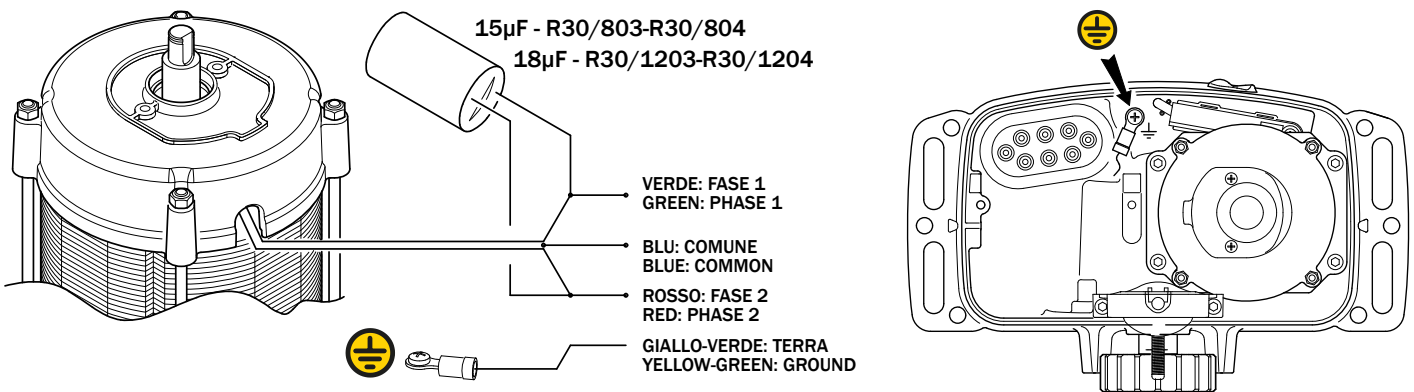 15µF - R30/803-R30/804
18µF - R30/1203-R30/1204
VERDE: FASE 1
GREEN: PHASE 1
BLU: COMUNE
BLUE: COMMON
ROSSO: FASE 2
RED: PHASE 2
GIALLO-VERDE: TERRA
YELLOW-GREEN: GROUND